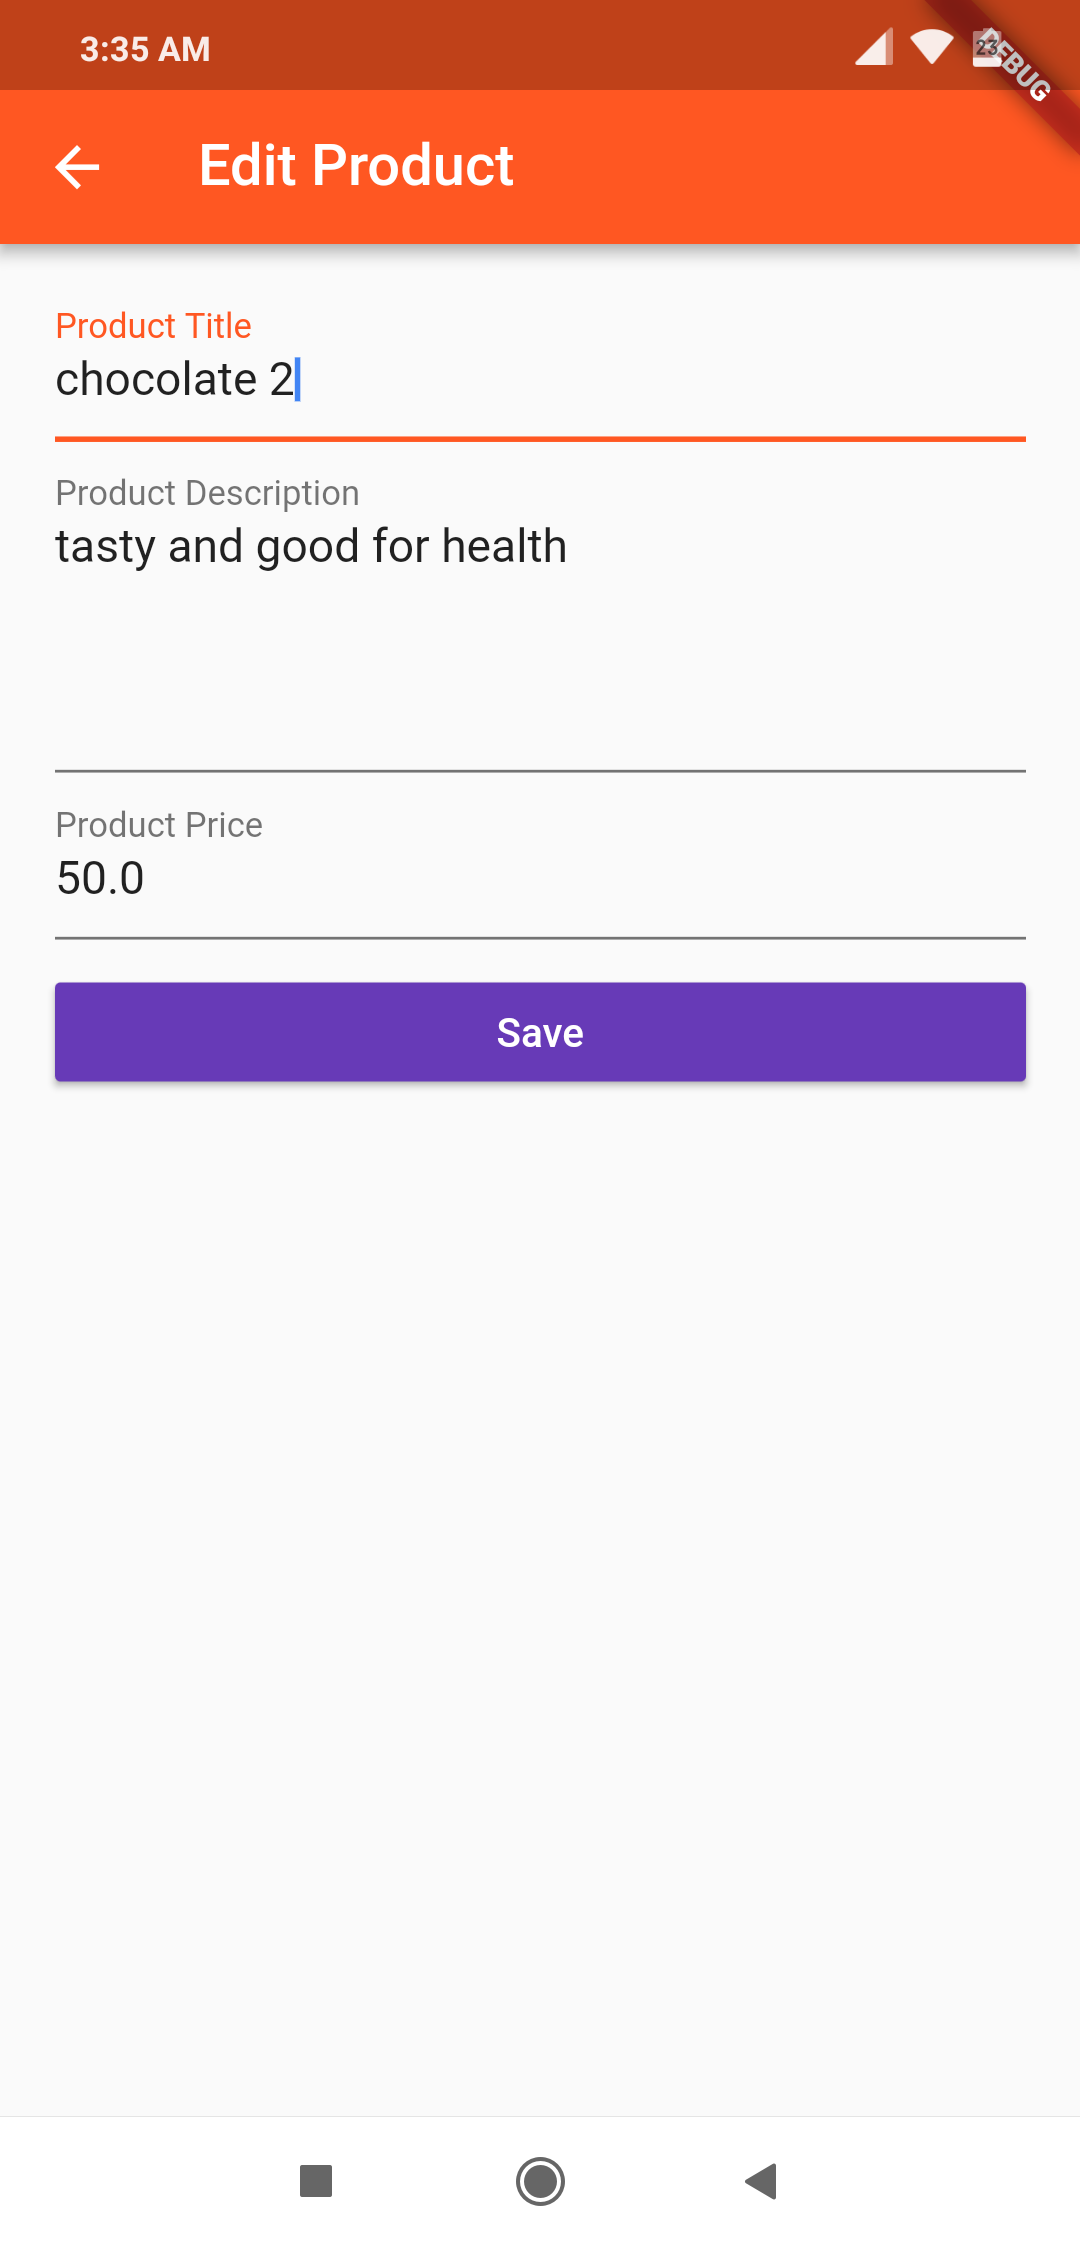 3:35 AM
23
DEBUG
Edit Product
Product Title
chocolate 2
Product Description
tasty and good for health
Product Price
50.0
Save